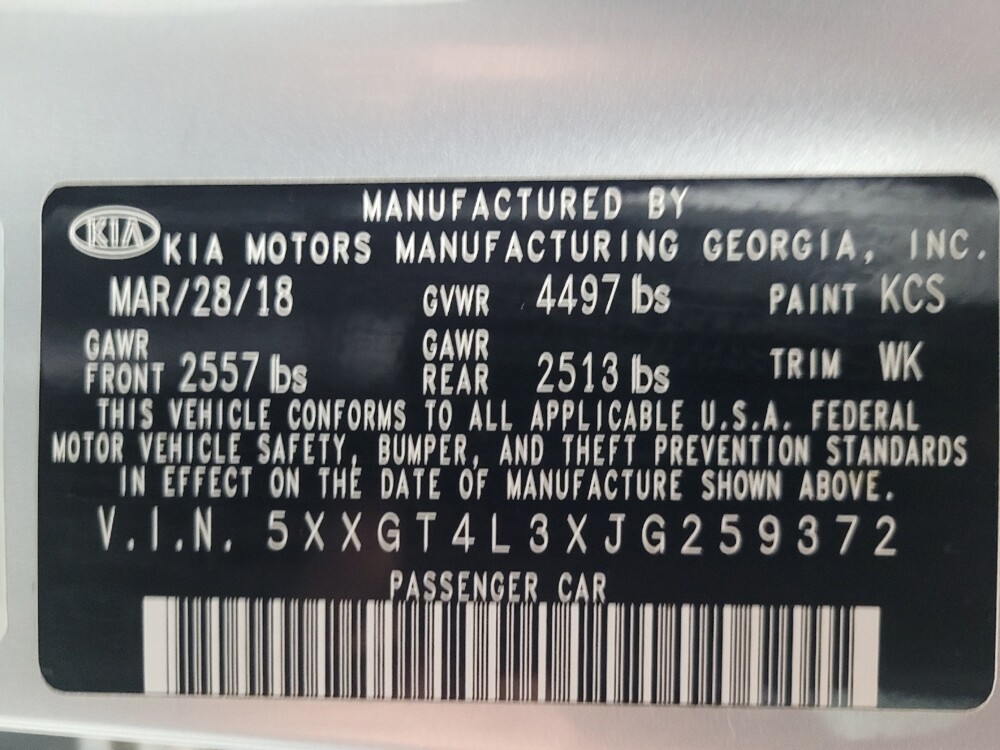 MANUFACTURED BY
KIA
KIA MOTORS MANUFACTURING GEORGIA, INC.
MAR/28/18 GVWR 4497 lbs PAINT KCS
GAWR FRONT 2557 lbs GAWR REAR 2513 lbs TRIM WK
THIS VEHICLE CONFORMS TO ALL APPLICABLE U.S.A. FEDERAL
MOTOR VEHICLE SAFETY, BUMPER, AND THEFT PREVENTION STANDARDS
IN EFFECT ON THE DATE OF MANUFACTURE SHOWN ABOVE.
V.I.N. 5XXGT4L3XJG259372
PASSENGER CAR